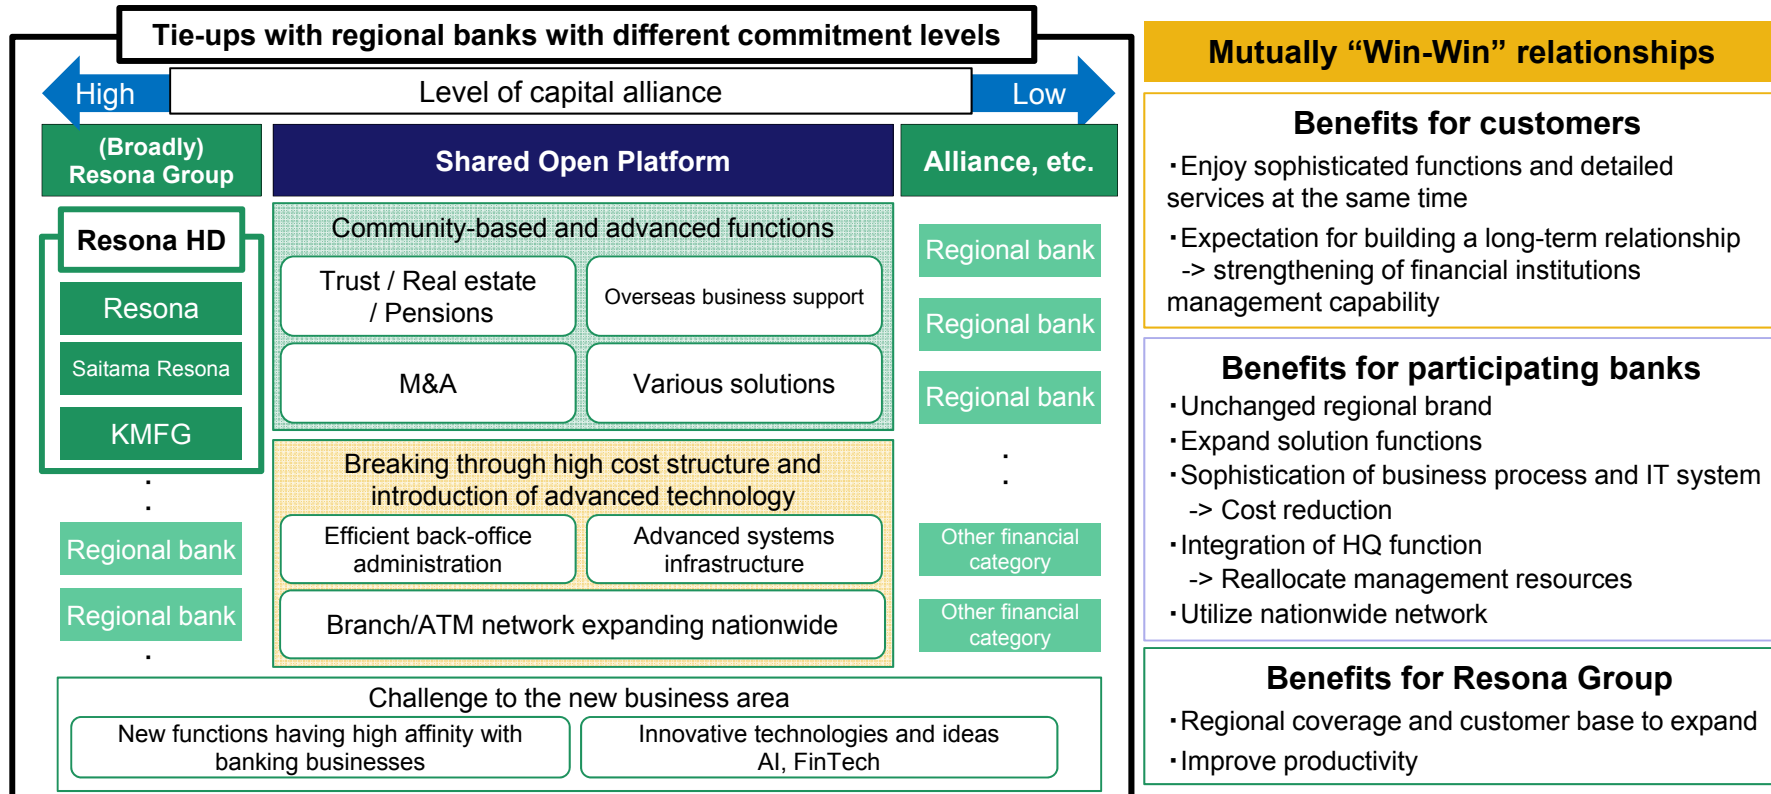 Tie-ups with regional banks with different commitment levels
High
Level of capital alliance
Low
(Broadly)
Resona Group
Shared Open Platform
Alliance, etc.
Resona HD
Resona
Saitama Resona
KMFG
.
.
Regional bank
Regional bank
.
Community-based and advanced functions
Trust / Real estate
/ Pensions
Overseas business support
M&A
Various solutions
Breaking through high cost structure and
introduction of advanced technology
Efficient back-office
administration
Advanced systems
infrastructure
Branch/ATM network expanding nationwide
Regional bank
Regional bank
Regional bank
.
.
Other financial
category
Other financial
category
Challenge to the new business area
New functions having high affinity with
banking businesses
Innovative technologies and ideas
AI, FinTech
Mutually “Win-Win” relationships
Benefits for customers
・Enjoy sophisticated functions and detailed
services at the same time
・Expectation for building a long-term relationship
-> strengthening of financial institutions
management capability
Benefits for participating banks
・Unchanged regional brand
・Expand solution functions
・Sophistication of business process and IT system
-> Cost reduction
・Integration of HQ function
-> Reallocate management resources
・Utilize nationwide network
Benefits for Resona Group
・Regional coverage and customer base to expand
・Improve productivity